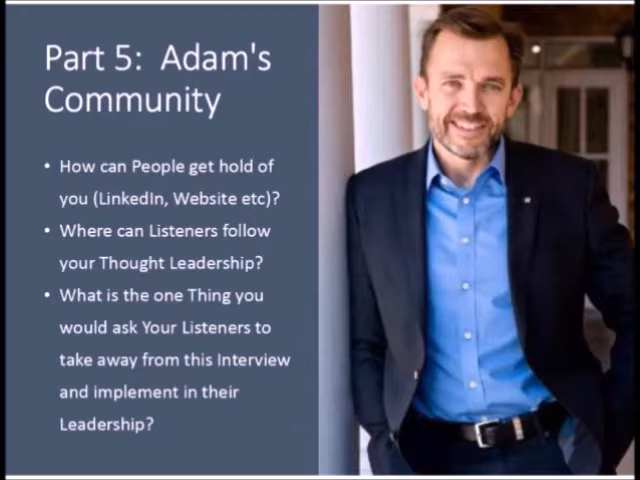 Part 5:  Adam's
Community
• How can People get hold of
you (LinkedIn, Website etc)?
• Where can Listeners follow
your Thought Leadership?
• What is the one Thing you
would ask Your Listeners to
take away from this Interview
and implement in their
Leadership?